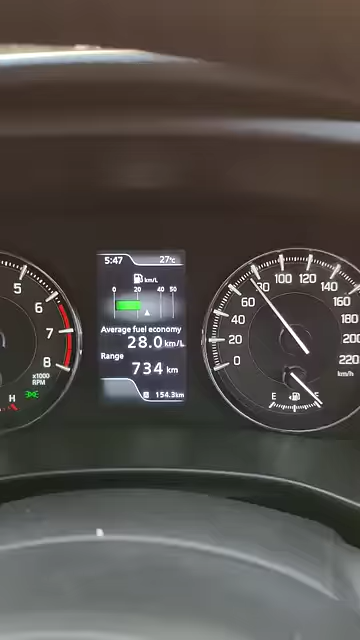 5:47 27°C
km/L
0 20 40 50
Average fuel economy
28.0 km/L
Range
734 km
B 154.3km
5
6
7
8
x1000
RPM
H
0
20
40
60
80
100
120
140
160
180
200
220
km/h
E F